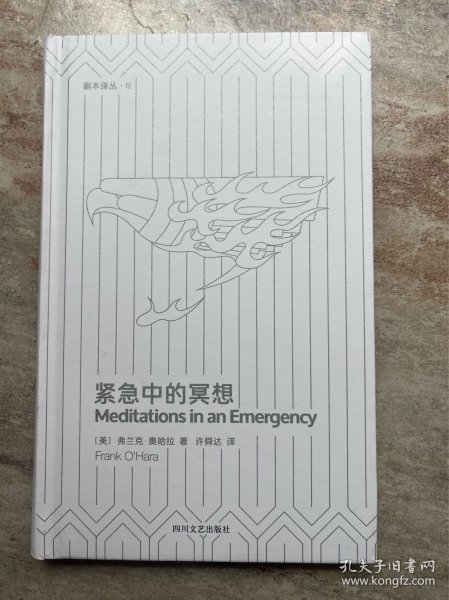 副本译丛·III
紧急中的冥想
Meditations in an Emergency
[美] 弗兰克·奥哈拉 著 许舜达 译
Frank O'Hara
四川文艺出版社
孔夫子旧书网
www.kongfz.com